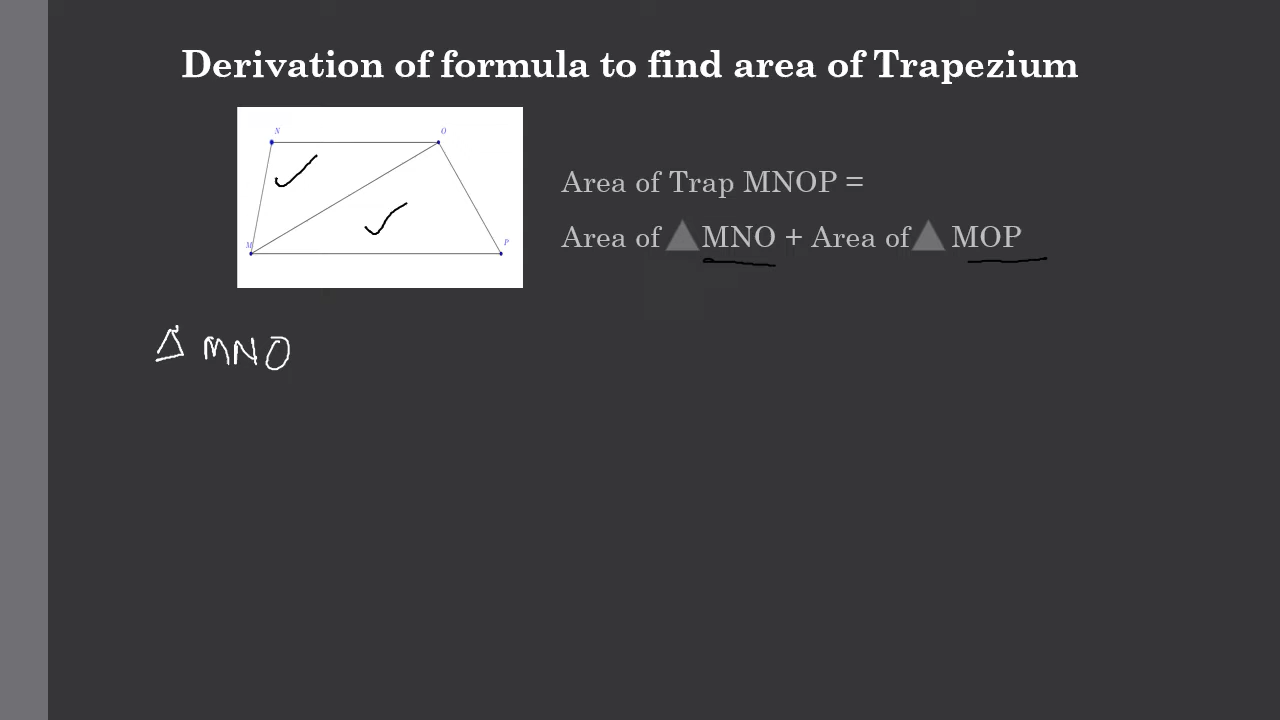 Derivation of formula to find area of Trapezium
N O
M P
Area of Trap MNOP =
Area of MNO + Area of MOP
Δ MNO